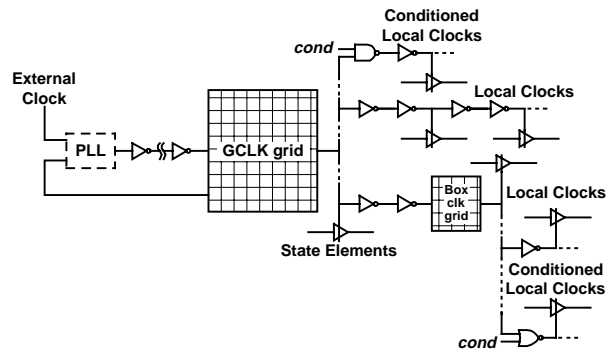 Conditioned
Local Clocks
cond
External
Clock
Local Clocks
PLL
GCLK grid
Box
clk
grid
Local Clocks
State Elements
Conditioned
Local Clocks
cond